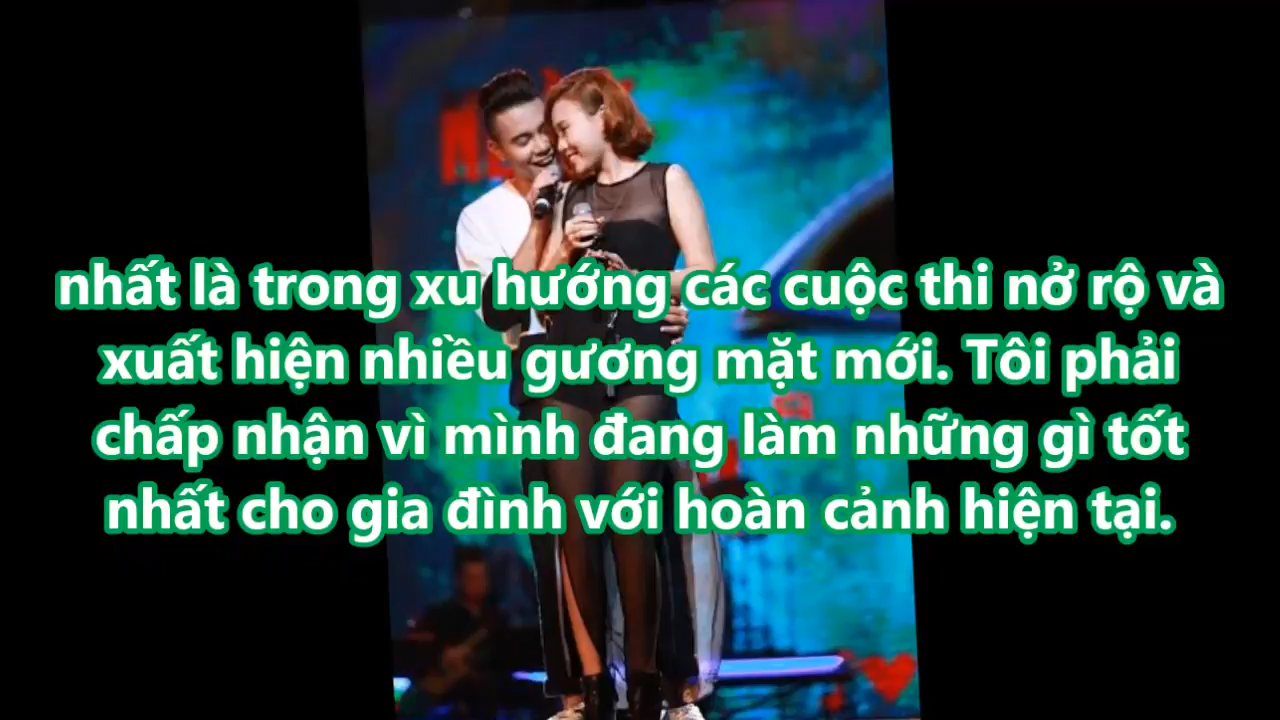 nhất là trong xu hướng các cuộc thi nở rộ và
xuất hiện nhiều gương mặt mới. Tôi phải
chấp nhận vì mình đang làm những gì tốt
nhất cho gia đình với hoàn cảnh hiện tại.